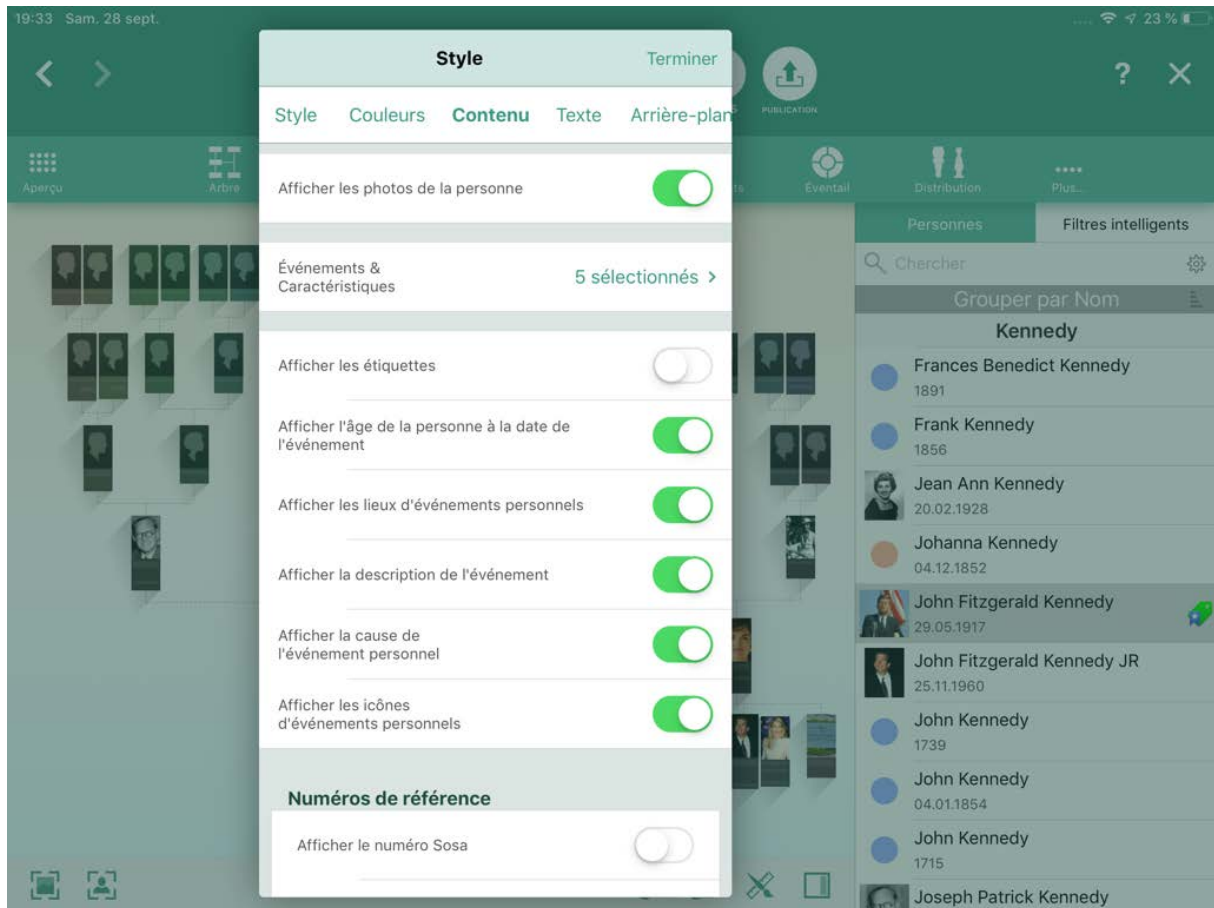 19:33 Sam. 28 sept.
23 %
Style
Terminer
PUBLICATION
?
Style Couleurs Contenu Texte Arrière-plan
Aperçu
Arbre
Éventail
Distribution
Plus...
Afficher les photos de la personne
Événements &
Caractéristiques
5 sélectionnés >
Afficher les étiquettes
Afficher l'âge de la personne à la date de
l'événement
Afficher les lieux d'événements personnels
Afficher la description de l'événement
Afficher la cause de
l'événement personnel
Afficher les icônes
d'événements personnels
Numéros de référence
Afficher le numéro Sosa
Personnes
Filtres intelligents
Chercher
Grouper par Nom
Kennedy
Frances Benedict Kennedy
1891
Frank Kennedy
1856
Jean Ann Kennedy
20.02.1928
Johanna Kennedy
04.12.1852
John Fitzgerald Kennedy
29.05.1917
John Fitzgerald Kennedy JR
25.11.1960
John Kennedy
1739
John Kennedy
04.01.1854
John Kennedy
1715
Joseph Patrick Kennedy